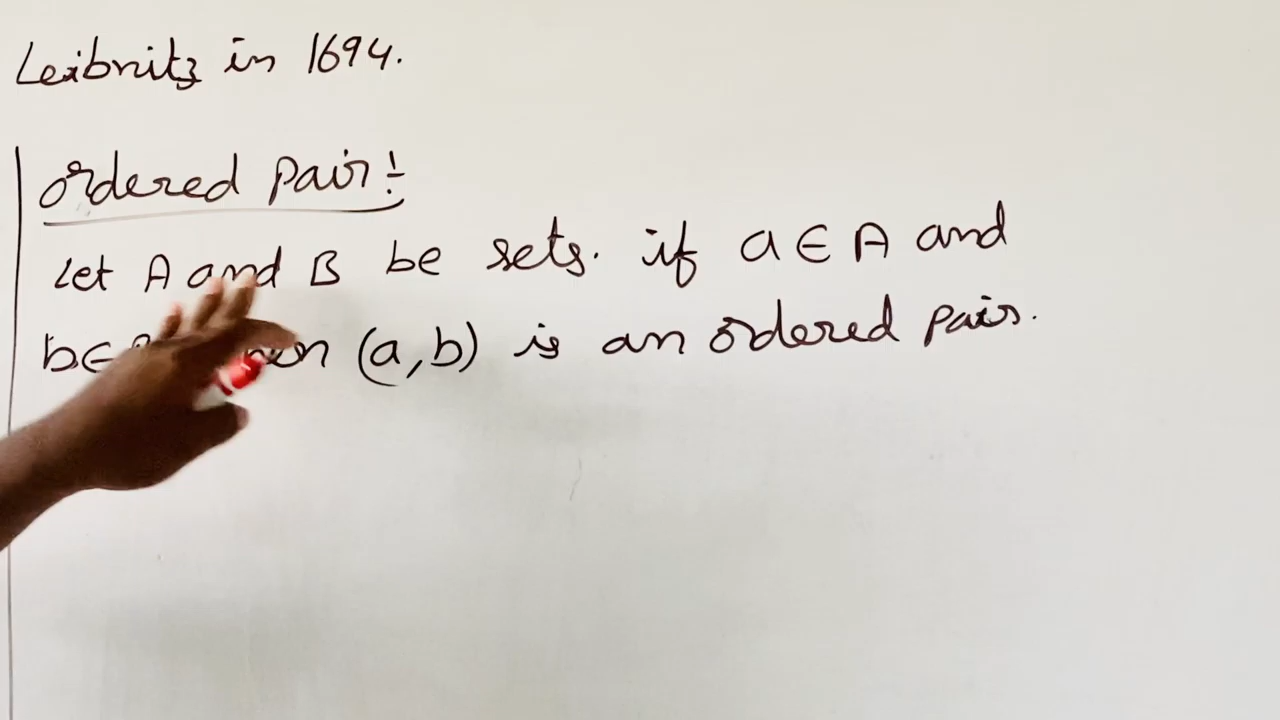 Leibnitz in 1694.
ordered pair:-
Let A and B be sets. if a ∈ A and
b ∈ (a,b) is an ordered pair.